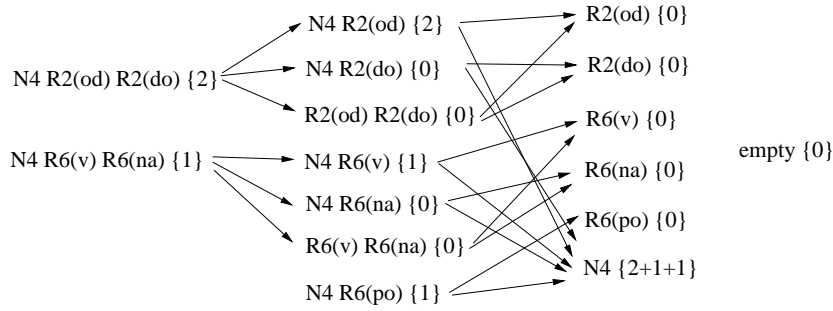 N4 R2(od) R2(do) {2}
N4 R6(v) R6(na) {1}
N4 R2(od) {2}
N4 R2(do) {0}
R2(od) R2(do) {0}
N4 R6(v) {1}
N4 R6(na) {0}
R6(v) R6(na) {0}
N4 R6(po) {1}
R2(od) {0}
R2(do) {0}
R6(v) {0}
R6(na) {0}
R6(po) {0}
N4 {2+1+1}
empty {0}